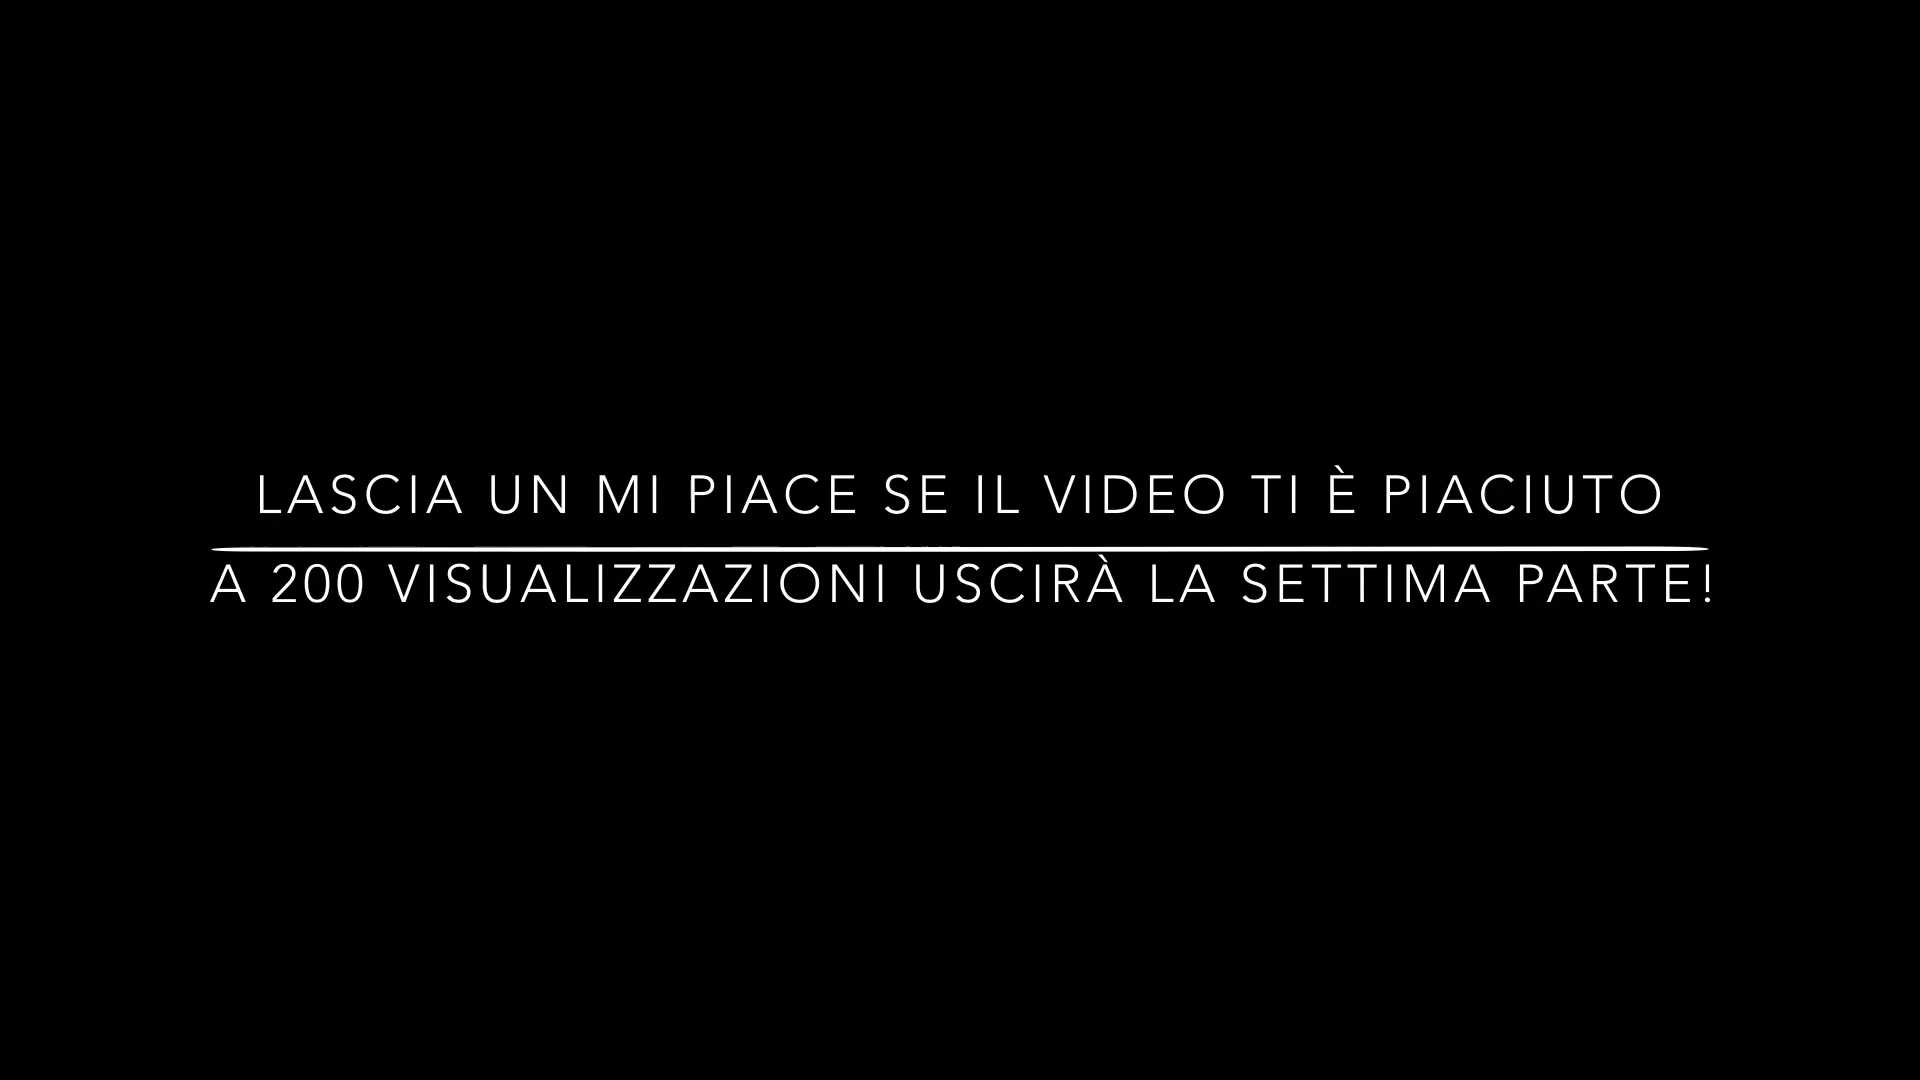 LASCIA UN MI PIACE SE IL VIDEO TI È PIACIUTO
A 200 VISUALIZZAZIONI USCIRÀ LA SETTIMA PARTE!